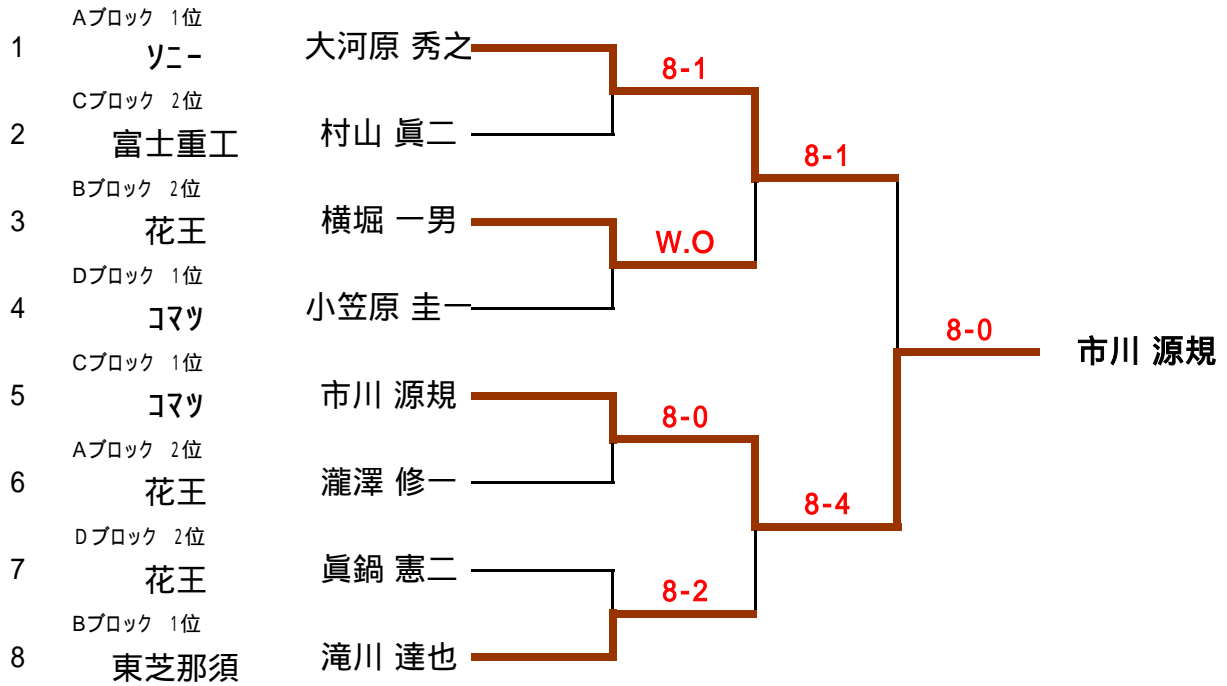 Aブロック 1位
1 ソニー 大河原 秀之
8-1
Cブロック 2位
2 富士重工 村山 眞二
8-1
Bブロック 2位
3 花王 横堀 一男
W.O
Dブロック 1位
4 コマツ 小笠原 圭一
8-0
市川 源規
Cブロック 1位
5 コマツ 市川 源規
8-0
Aブロック 2位
6 花王 瀧澤 修一
8-4
Dブロック 2位
7 花王 眞鍋 憲二
8-2
Bブロック 1位
8 東芝那須 滝川 達也